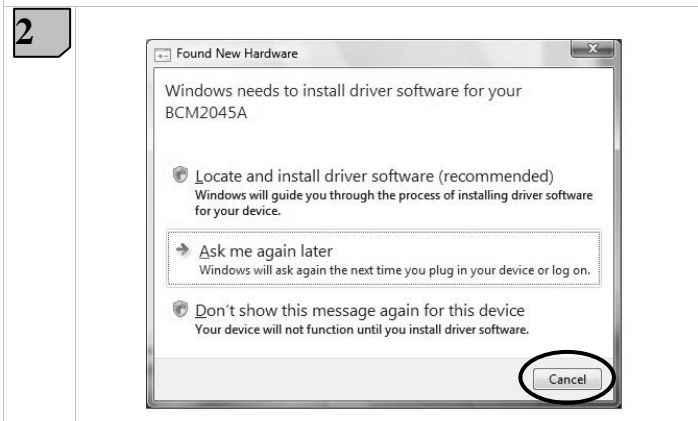 2
Found New Hardware
Windows needs to install driver software for your
BCM2045A
Locate and install driver software (recommended)
Windows will guide you through the process of installing driver software
for your device.
Ask me again later
Windows will ask again the next time you plug in your device or log on.
Don't show this message again for this device
Your device will not function until you install driver software.
Cancel